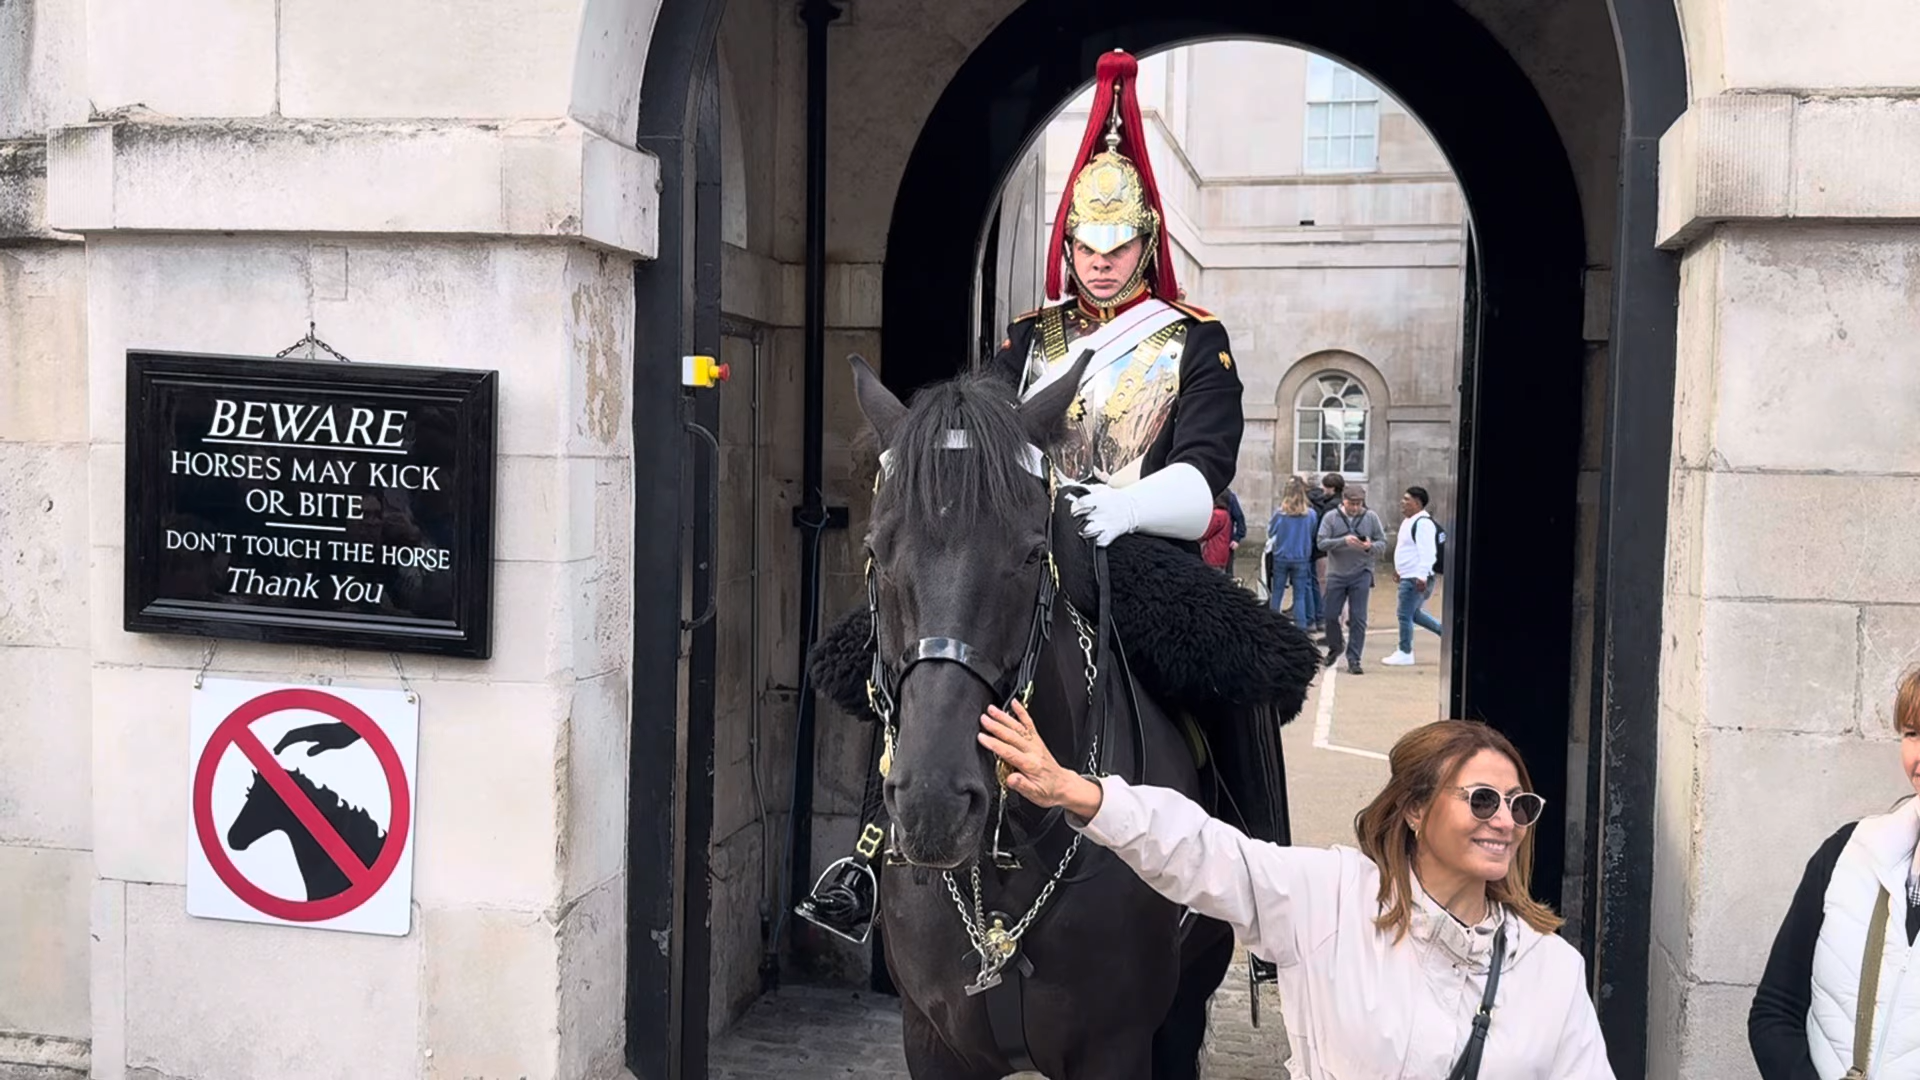 BEWARE
HORSES MAY KICK
OR BITE
DON'T TOUCH THE HORSE
Thank You